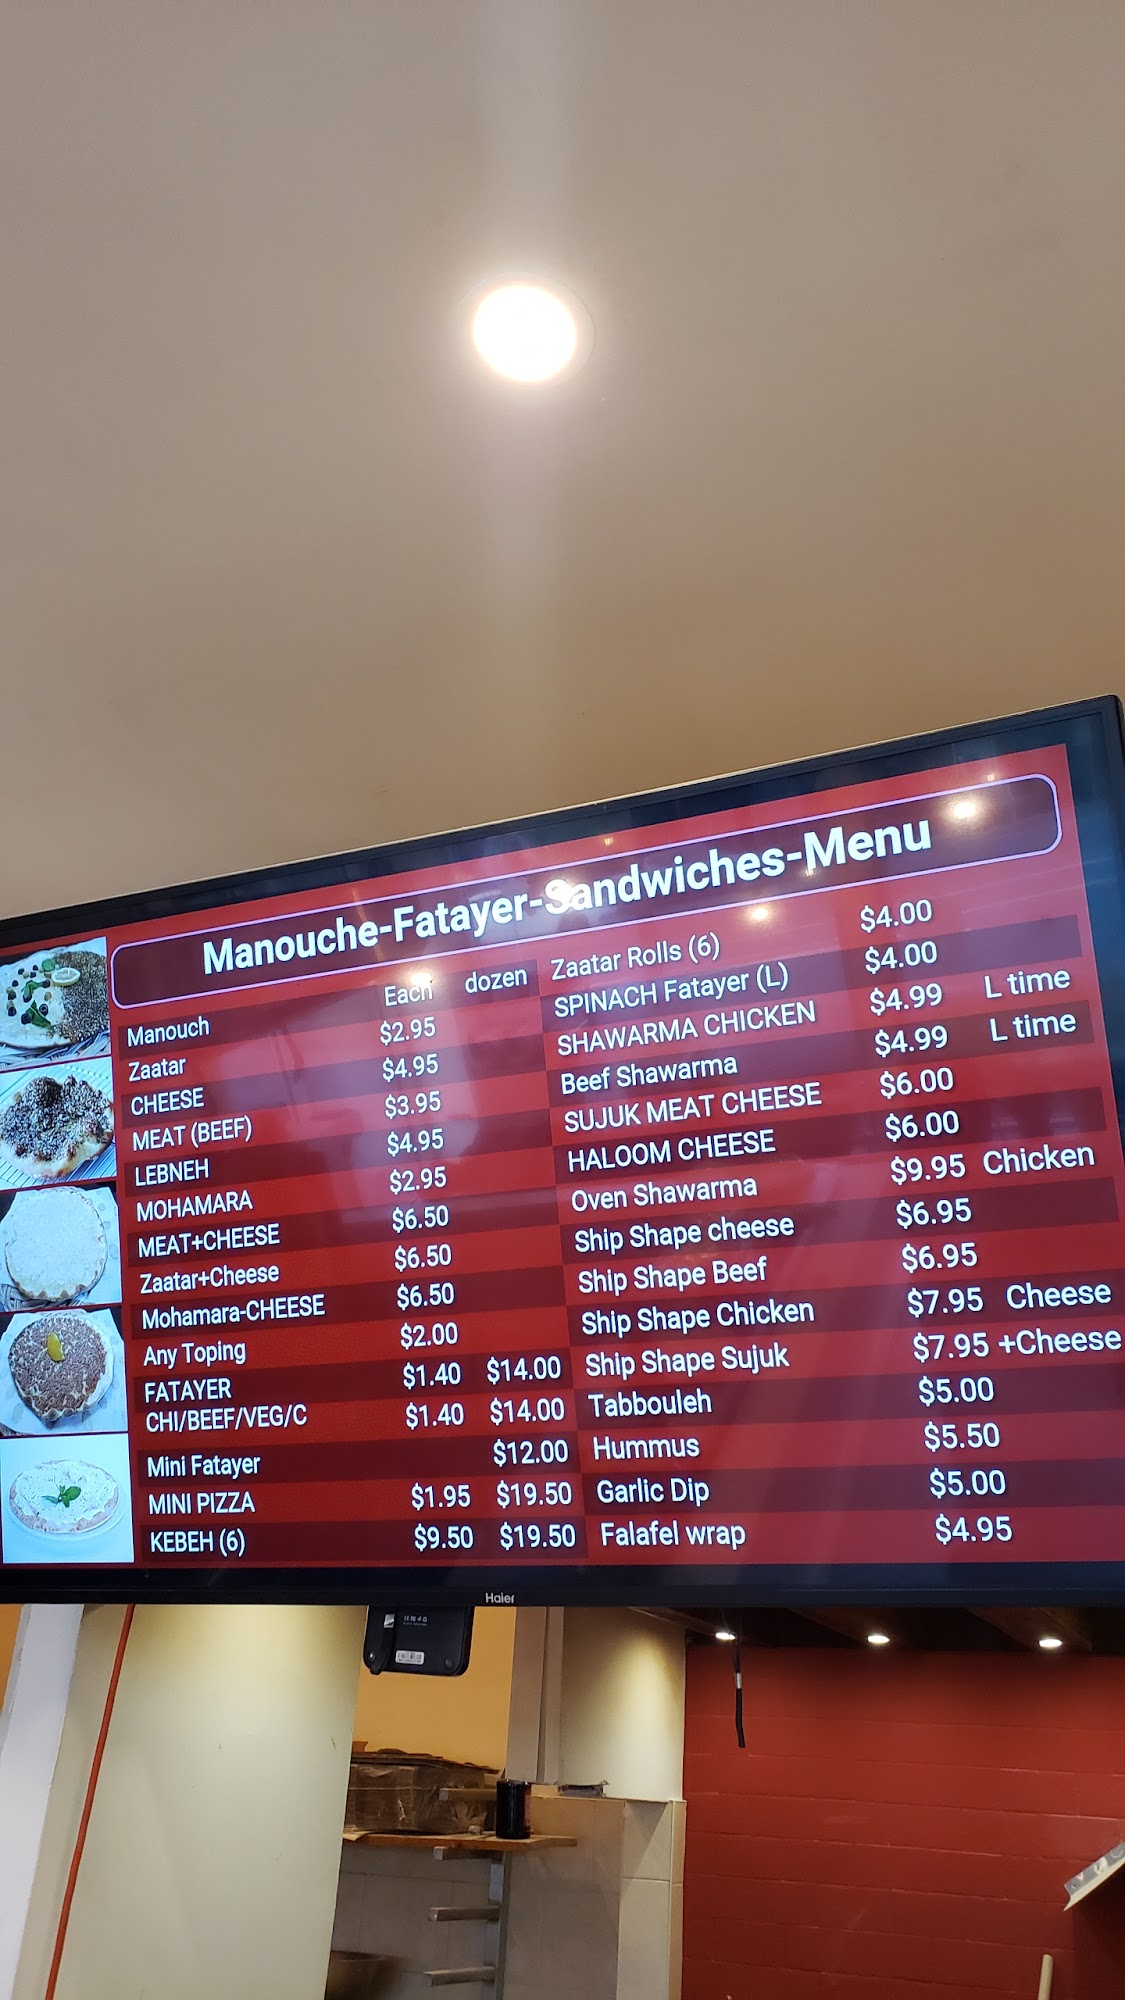 Manouche-Fatayer-Sandwiches-Menu
Manouch Each dozen
Zaatar $2.95
CHEESE $4.95
MEAT (BEEF) $3.95
LEBNEH $4.95
MOHAMARA $2.95
MEAT+CHEESE $6.50
Zaatar+Cheese $6.50
Mohamara-CHEESE $6.50
Any Toping $2.00
FATAYER $1.40 $14.00
CHI/BEEF/VEG/C $1.40 $14.00
Mini Fatayer $12.00
MINI PIZZA $1.95 $19.50
KEBEH (6) $9.50 $19.50
Zaatar Rolls (6) $4.00
SPINACH Fatayer (L) $4.00
SHAWARMA CHICKEN $4.99 L time
Beef Shawarma $4.99 L time
SUJUK MEAT CHEESE $6.00
HALOOM CHEESE $6.00
Oven Shawarma $9.95 Chicken
Ship Shape cheese $6.95
Ship Shape Beef $6.95
Ship Shape Chicken $7.95 Cheese
Ship Shape Sujuk $7.95 +Cheese
Tabbouleh $5.00
Hummus $5.50
Garlic Dip $5.00
Falafel wrap $4.95
Haier